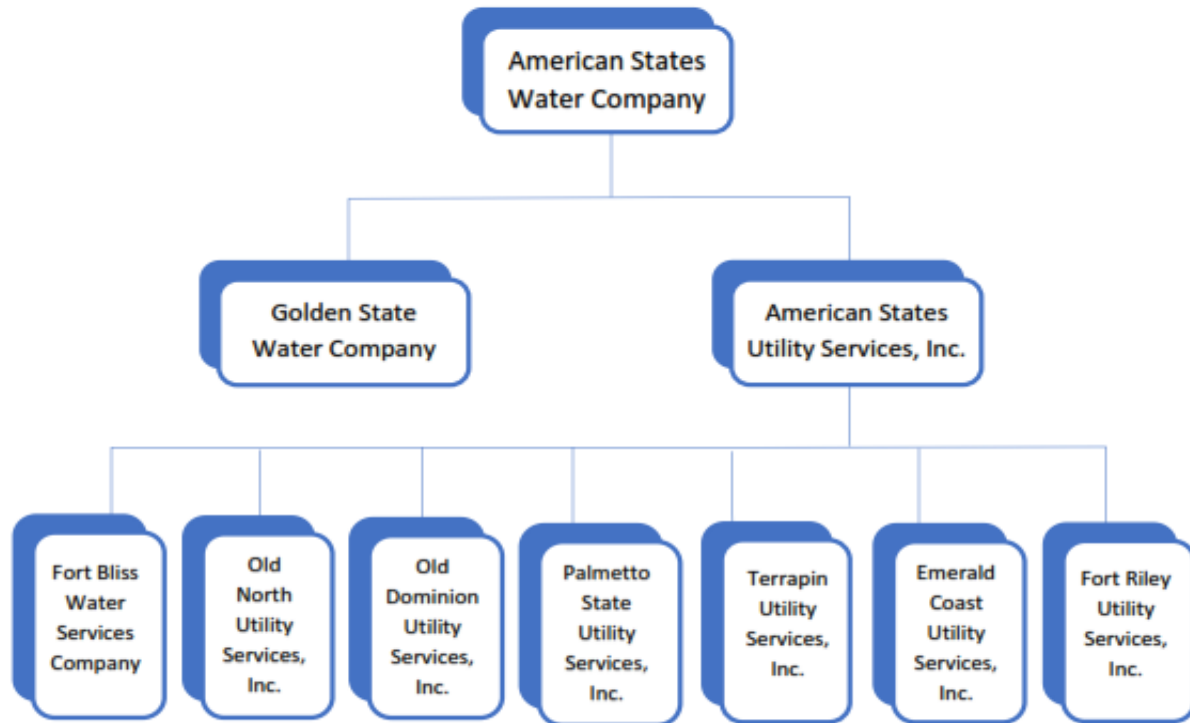 American States
Water Company
Golden State
Water Company
American States
Utility Services, Inc.
Fort Bliss
Water
Services
Company
Old
North
Utility
Services,
Inc.
Old
Dominion
Utility
Services,
Inc.
Palmetto
State
Utility
Services,
Inc.
Terrapin
Utility
Services,
Inc.
Emerald
Coast
Utility
Services,
Inc.
Fort Riley
Utility
Services,
Inc.